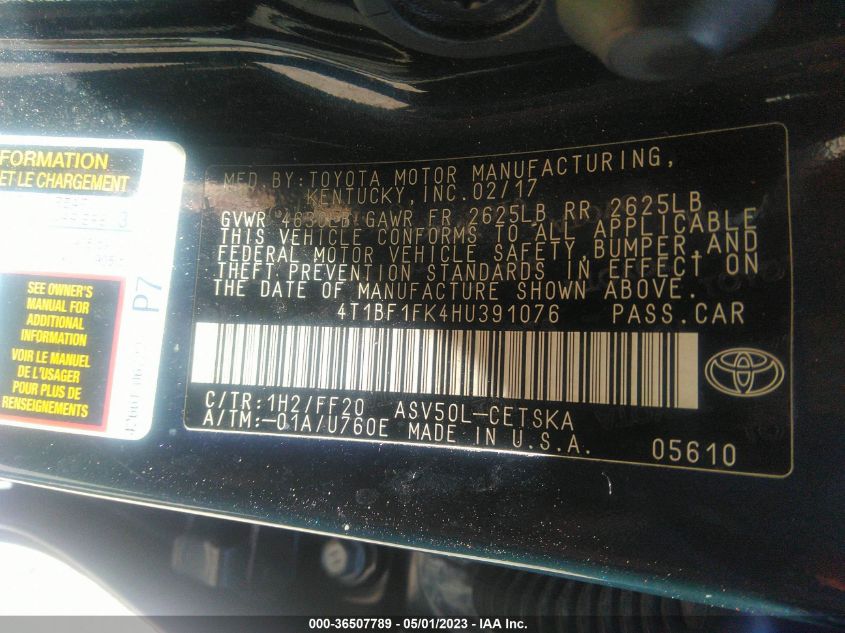 FORMATION
ET LE CHARGEMENT
SEE OWNER'S
MANUAL FOR
ADDITIONAL
INFORMATION
VOIR LE MANUEL
DE L'USAGER
POUR PLUS DE
RENSEIGNEMENTS
P7
MFD.BY:TOYOTA MOTOR MANUFACTURING,
KENTUCKY,INC.02/17
GVWR 4630LB GAWR FR 2625LB RR 2625LB
THIS VEHICLE CONFORMS TO ALL APPLICABLE
FEDERAL MOTOR VEHICLE SAFETY,BUMPER,AND
THEFT PREVENTION STANDARDS IN EFFECT ON
THE DATE OF MANUFACTURE SHOWN ABOVE.
4T1BF1FK4HU391076 PASS.CAR
C/TR:1H2/FF20 ASV50L-CETSKA
A/TM:-01A/U760E MADE IN U.S.A.
05610
000-36507789 - 05/01/2023 - IAA Inc.